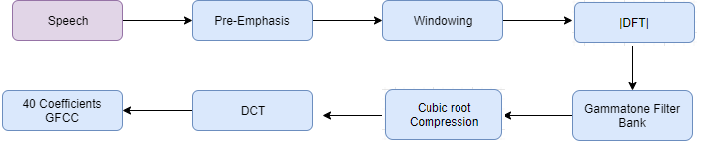 Speech
Pre-Emphasis
Windowing
|DFT|
Gammatone Filter
Bank
Cubic root
Compression
DCT
40 Coefficients
GFCC